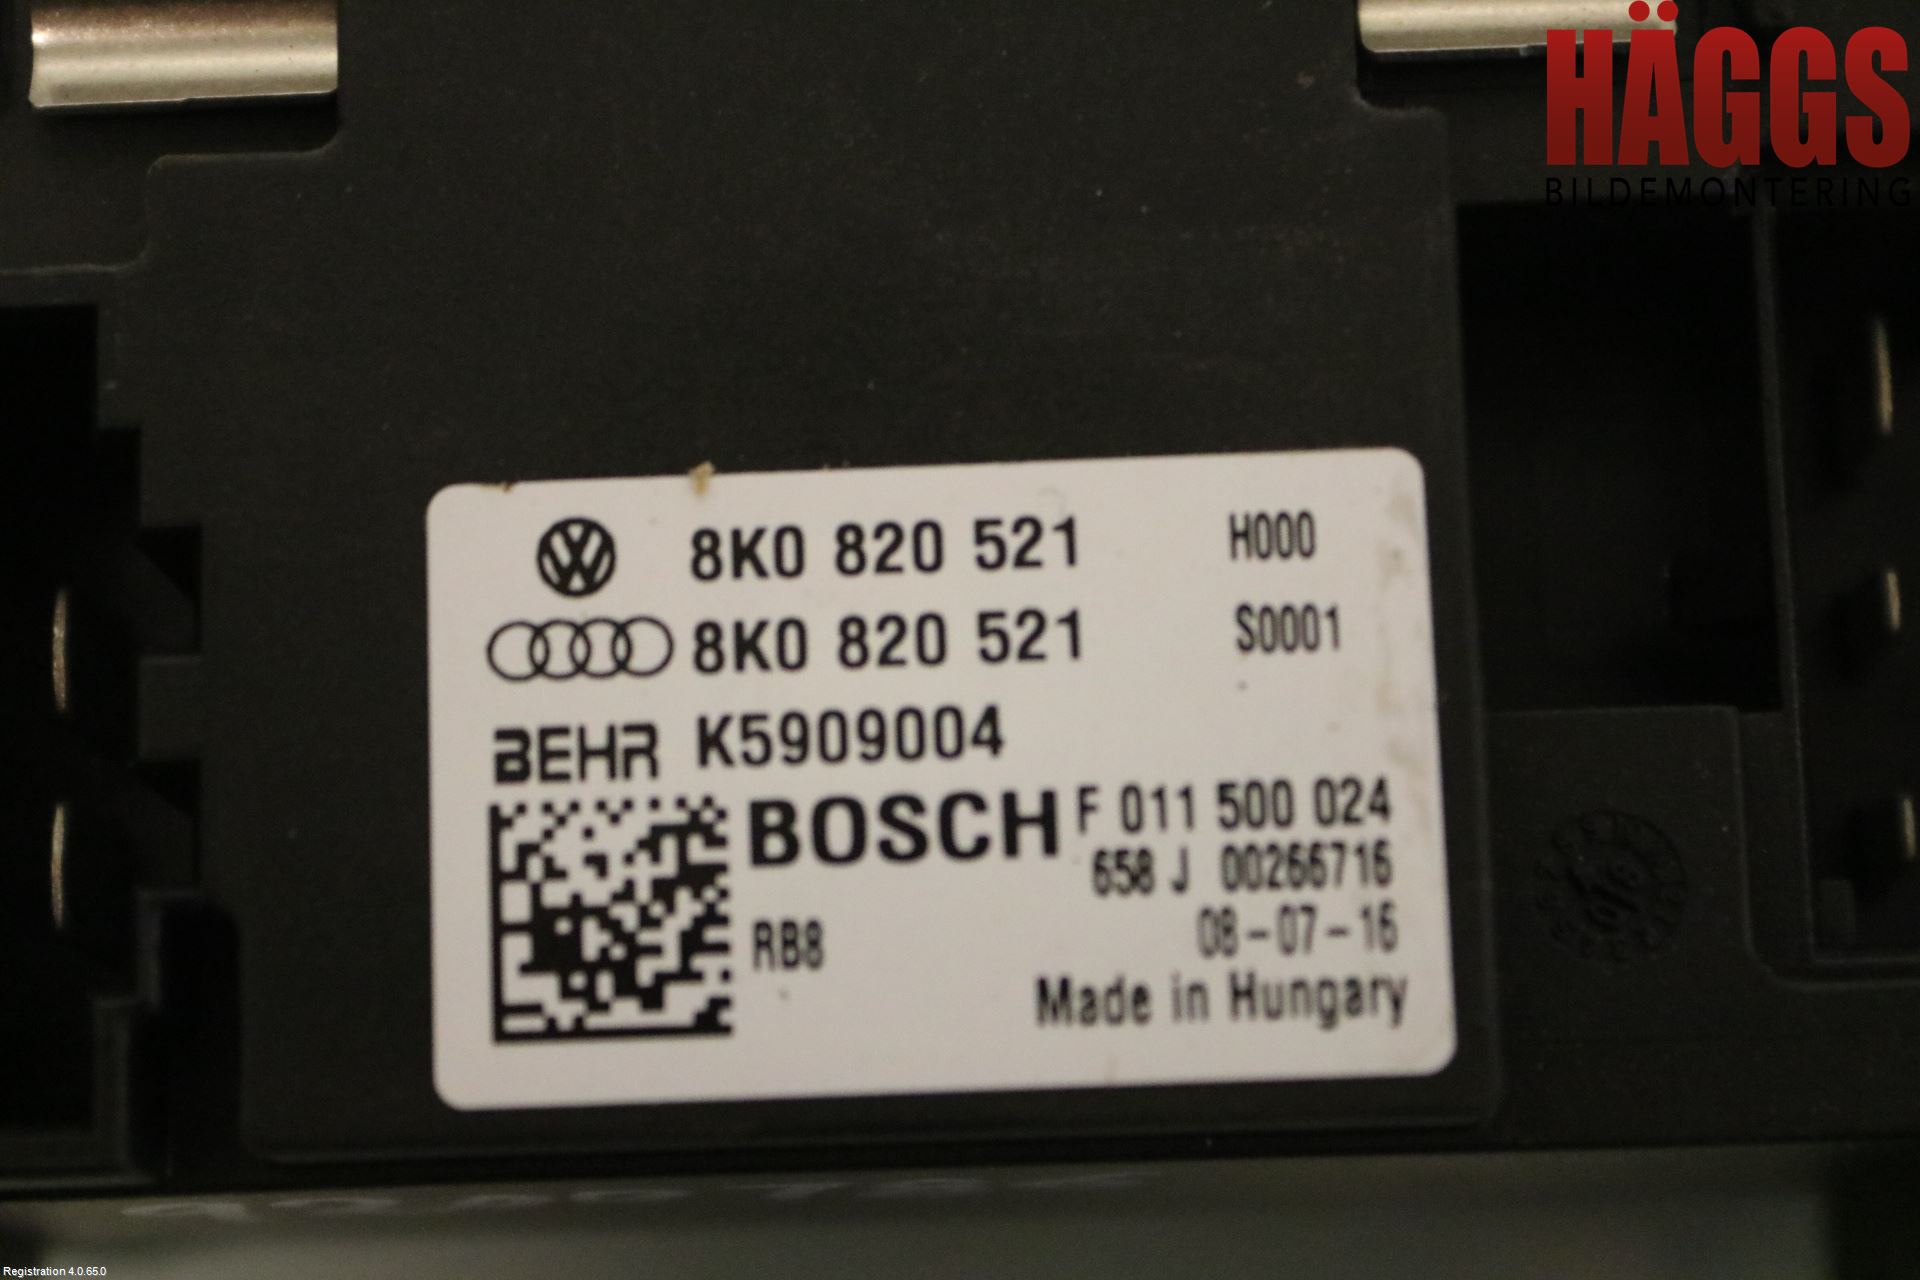 HÄGGS
BILDEMONTERING
8K0 820 521 H000
8K0 820 521 S0001
BEHR K5909004
BOSCH F 011 500 024
658 J 00266716
RB8 08-07-16
Made in Hungary
Registration 4.0.65.0